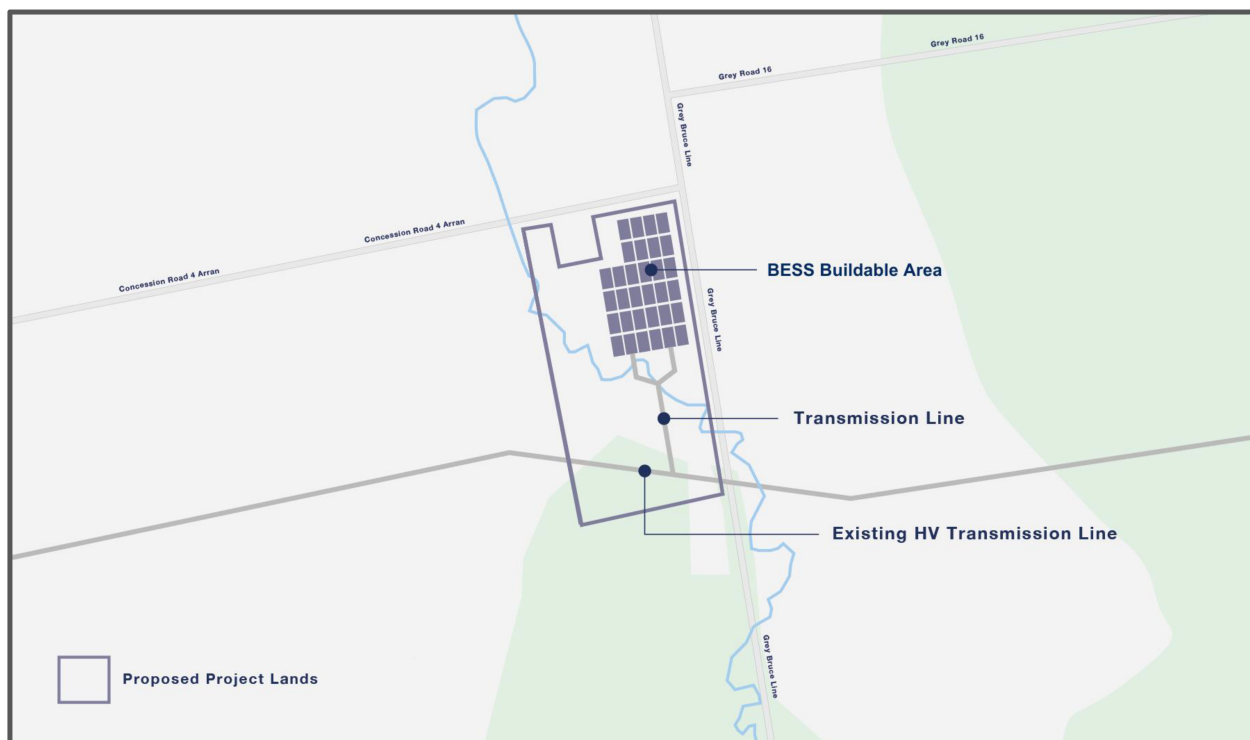 Grey Road 16
Grey Road 16
Grey Bruce Line
Concession Road 4 Arran
Concession Road 4 Arran
BESS Buildable Area
Grey Bruce Line
Transmission Line
Existing HV Transmission Line
Grey Bruce Line
Proposed Project Lands